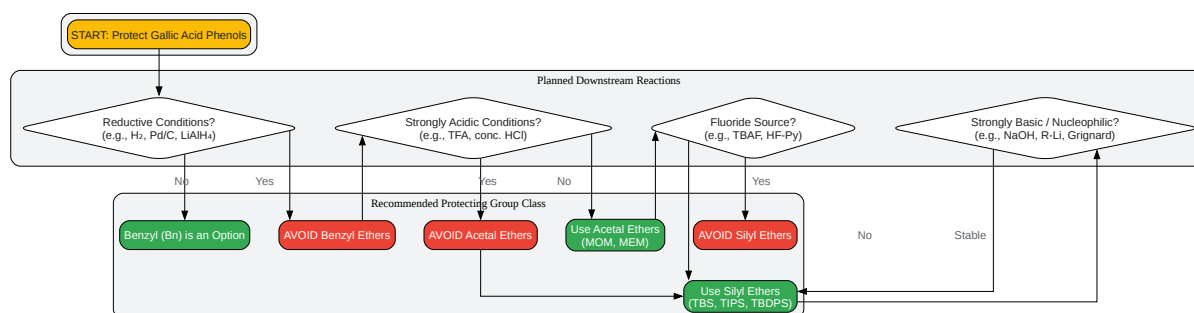 START: Protect Gallic Acid Phenols
Planned Downstream Reactions
Reductive Conditions?
(e.g., H₂, Pd/C, LiAlH₄)
Strongly Acidic Conditions?
(e.g., TFA, conc. HCl)
Fluoride Source?
(e.g., TBAF, HF-Py)
Strongly Basic / Nucleophilic?
(e.g., NaOH, R-Li, Grignard)
No
Yes
Yes
No
Yes
No
Stable
Recommended Protecting Group Class
Benzyl (Bn) is an Option
AVOID Benzyl Ethers
AVOID Acetal Ethers
Use Acetal Ethers
(MOM, MEM)
AVOID Silyl Ethers
Use Silyl Ethers
(TBS, TIPS, TBDPS)